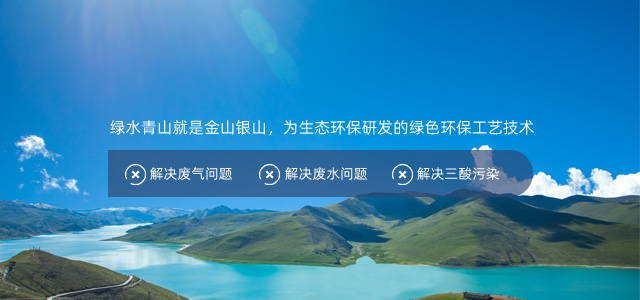 绿水青山就是金山银山，为生态环保研发的绿色环保工艺技术
解决废气问题 解决废水问题 解决三酸污染